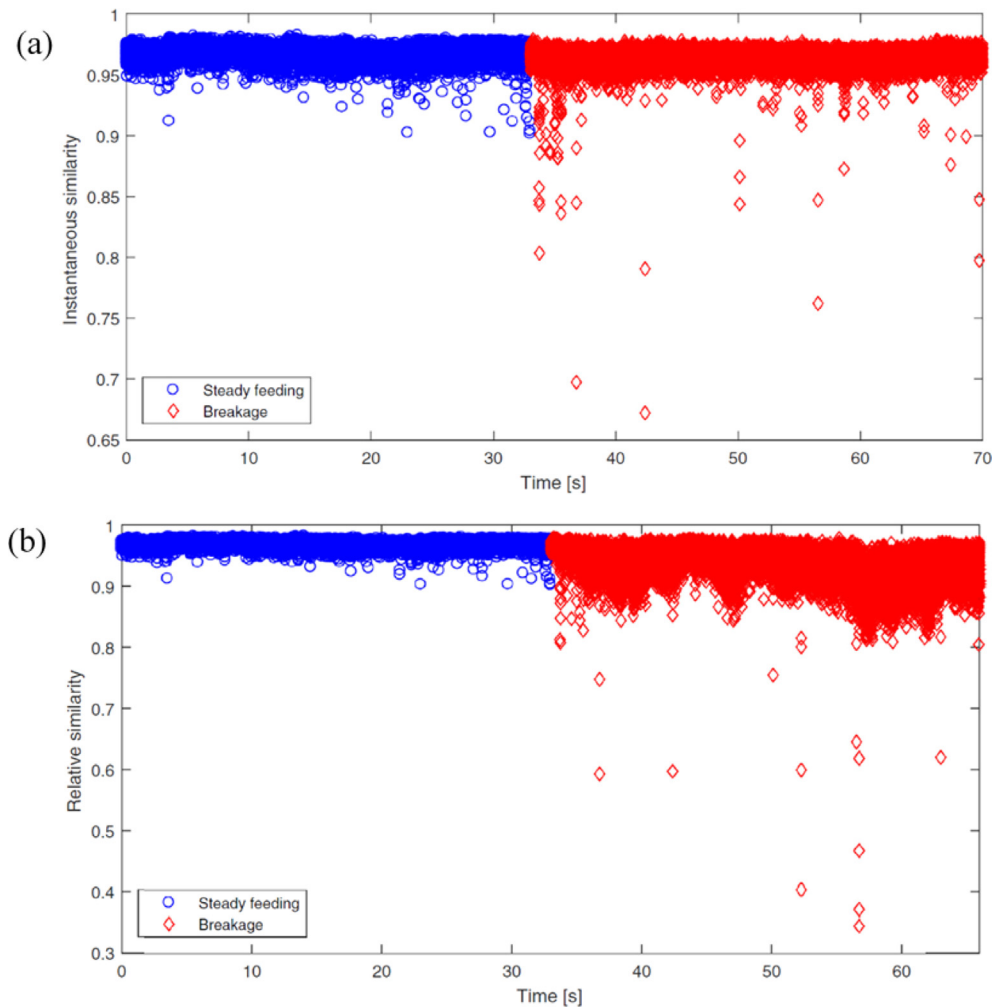 (a)
1
0.95
0.9
0.85
0.8
0.75
0.7
0.65
Instantaneous similarity
Steady feeding
Breakage
0 10 20 30 40 50 60 70
Time [s]
(b)
1
0.9
0.8
0.7
0.6
0.5
0.4
0.3
Relative similarity
Steady feeding
Breakage
0 10 20 30 40 50 60
Time [s]